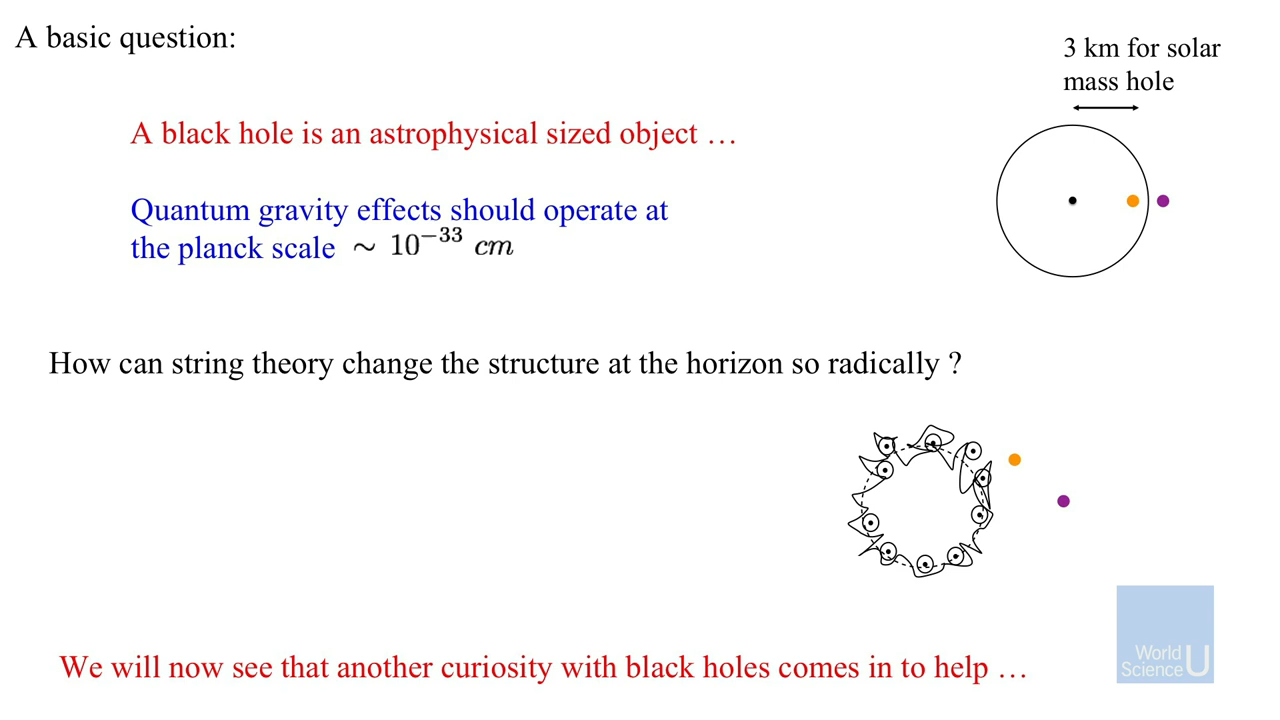 A basic question:
3 km for solar
mass hole
A black hole is an astrophysical sized object …
Quantum gravity effects should operate at
the planck scale ∼ 10⁻³³ cm
How can string theory change the structure at the horizon so radically ?
We will now see that another curiosity with black holes comes in to help …
World
Science U